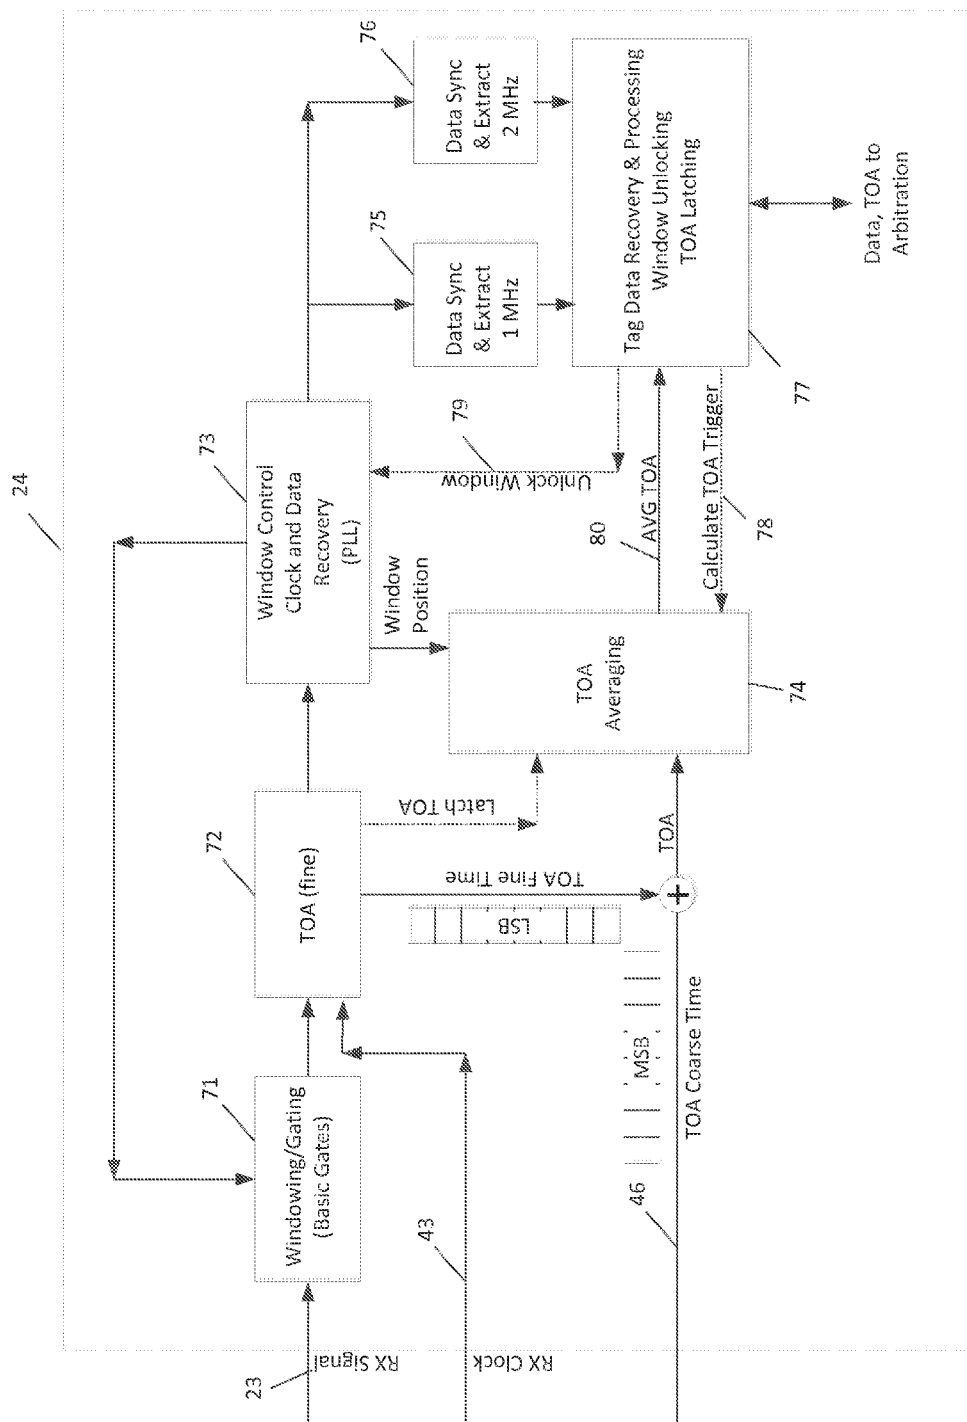 24
23
RX Signal
43
RX Clock
46
TOA Coarse Time
MSB
71
Windowing/Gating
(Basic Gates)
72
TOA (fine)
LSB
TOA Fine Time
Latch TOA
TOA
73
Window Control
Clock and Data
Recovery
(PLL)
Window
Position
74
TOA
Averaging
79
Unlock Window
80
AVG TOA
Calculate TOA Trigger
78
75
Data Sync
& Extract
1 MHz
76
Data Sync
& Extract
2 MHz
77
Tag Data Recovery & Processing
Window Unlocking
TOA Latching
Data, TOA to
Arbitration